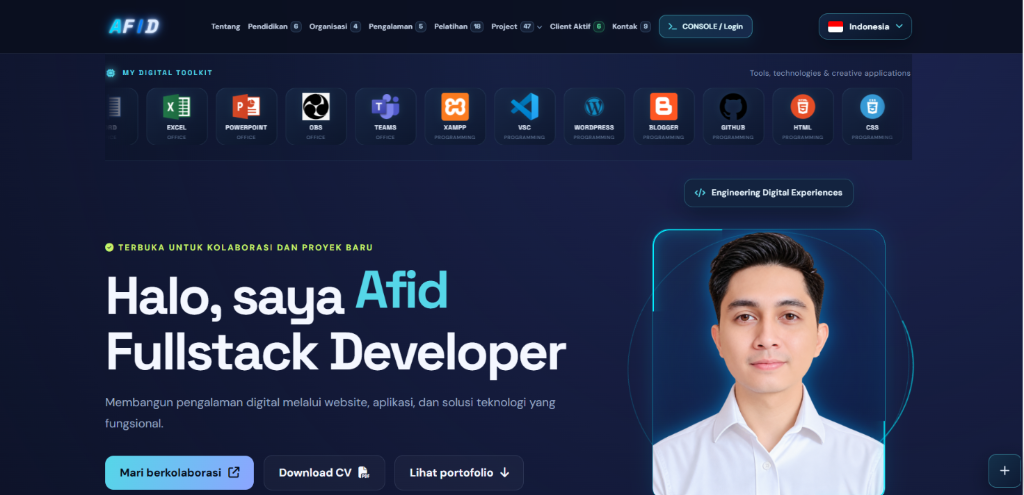 AFID
Tentang Pendidikan 6 Organisasi 4 Pengalaman 5 Pelatihan 18 Project 47 Client Aktif 6 Kontak 9 CONSOLE / Login Indonesia
MY DIGITAL TOOLKIT
Tools, technologies & creative applications
EXCEL POWERPOINT OBS TEAMS XAMPP VSC WORDPRESS BLOGGER GITHUB HTML CSS
OFFICE OFFICE OFFICE OFFICE PROGRAMMING PROGRAMMING PROGRAMMING PROGRAMMING PROGRAMMING PROGRAMMING PROGRAMMING
Engineering Digital Experiences
TERBUKA UNTUK KOLABORASI DAN PROYEK BARU
Halo, saya Afid
Fullstack Developer
Membangun pengalaman digital melalui website, aplikasi, dan solusi teknologi yang
fungsional.
Mari berkolaborasi Download CV Lihat portofolio